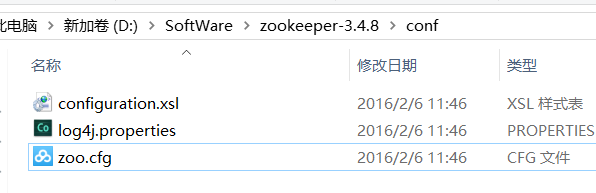 此电脑 > 新加卷 (D:) > SoftWare > zookeeper-3.4.8 > conf
名称 修改日期 类型
configuration.xsl 2016/2/6 11:46 XSL 样式表
log4j.properties 2016/2/6 11:46 PROPERTIES
zoo.cfg 2016/2/6 11:46 CFG 文件